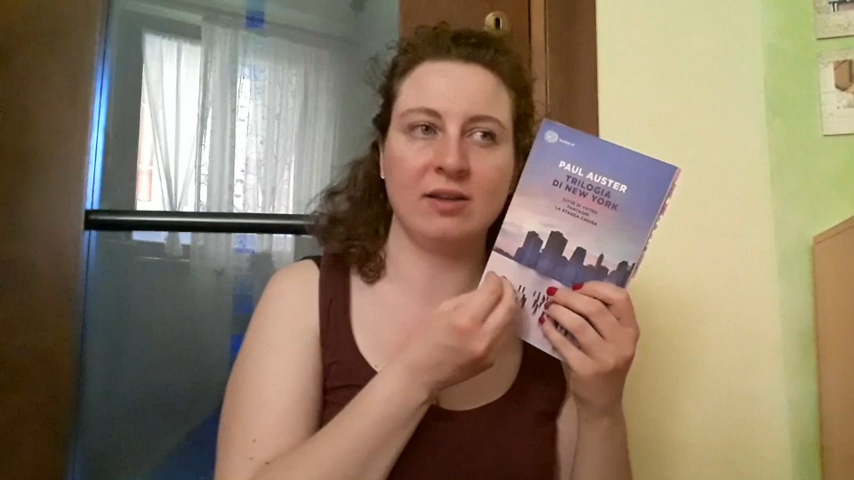 PAUL AUSTER
TRILOGIA
DI NEW YORK
CITTÀ DI VETRO
FANTASMI
LA STANZA CHIUSA